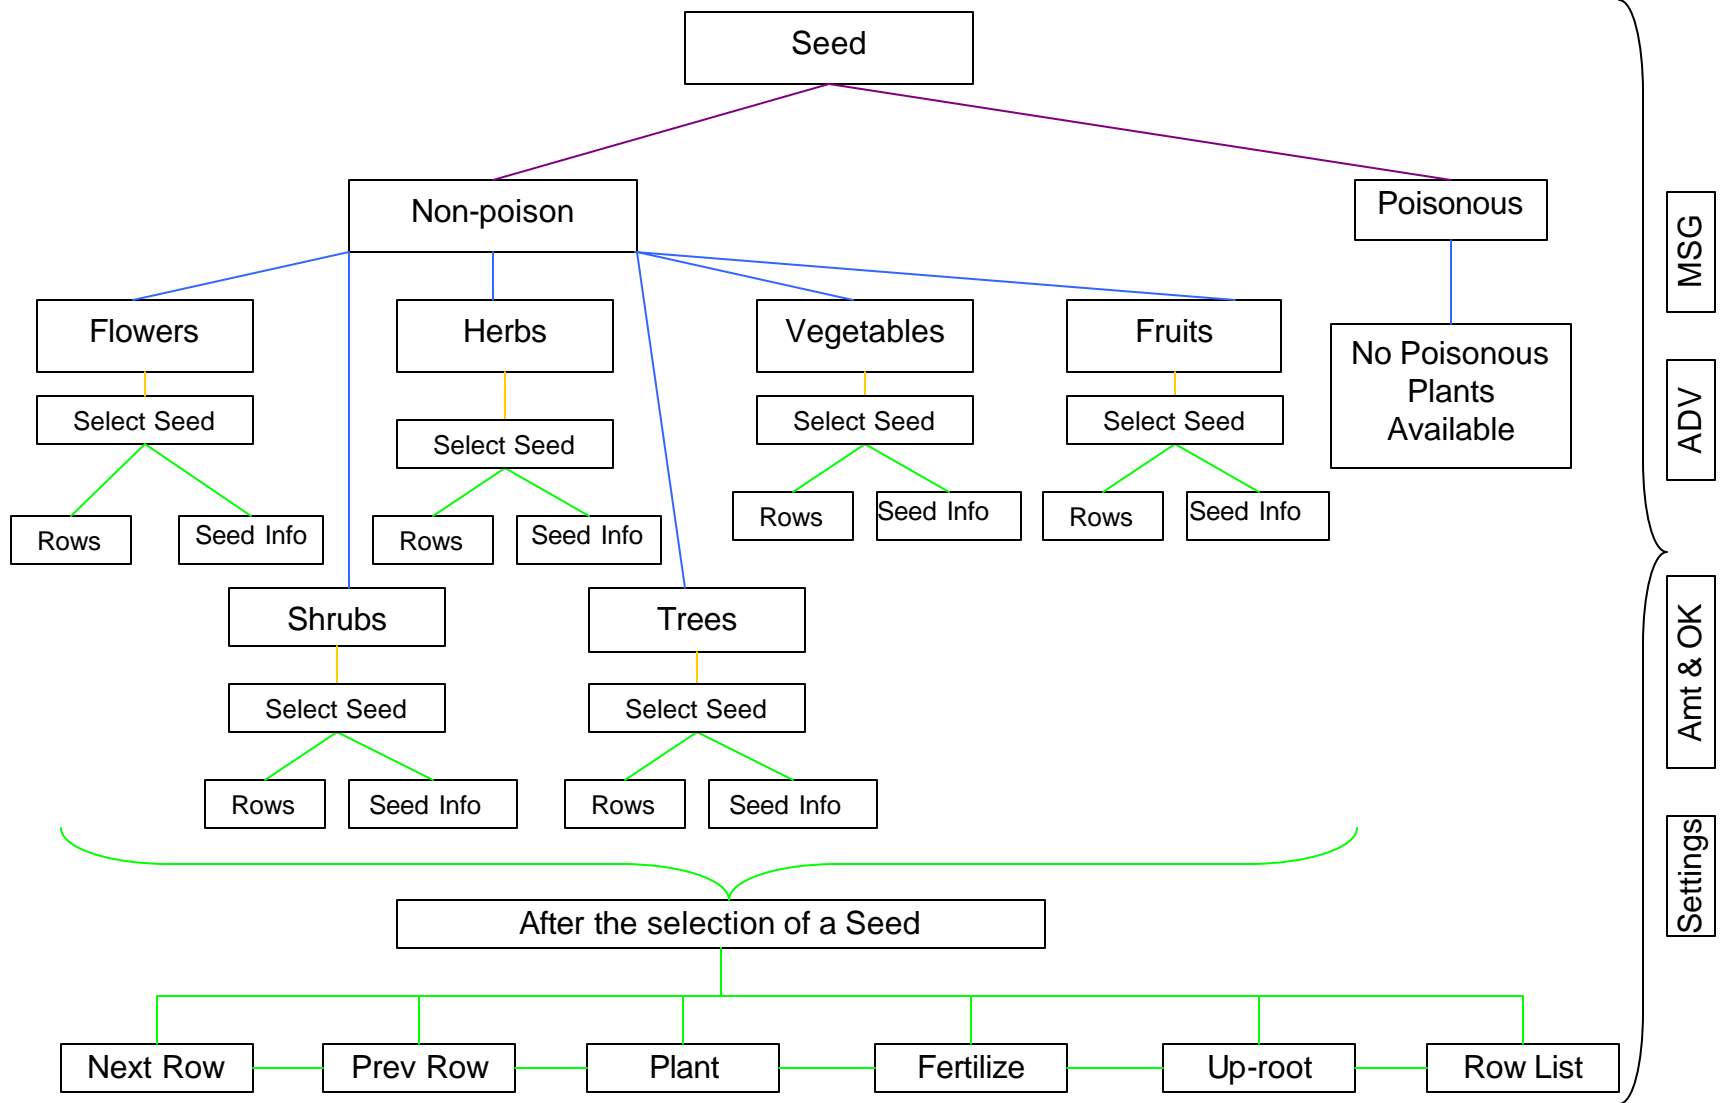 Seed
Non-poison
Poisonous
Flowers
Herbs
Vegetables
Fruits
No Poisonous
Plants
Available
Select Seed
Select Seed
Select Seed
Select Seed
Rows
Seed Info
Rows
Seed Info
Rows
Seed Info
Rows
Seed Info
Shrubs
Trees
Select Seed
Select Seed
Rows
Seed Info
Rows
Seed Info
After the selection of a Seed
Next Row
Prev Row
Plant
Fertilize
Up-root
Row List
MSG
ADV
Amt & OK
Settings